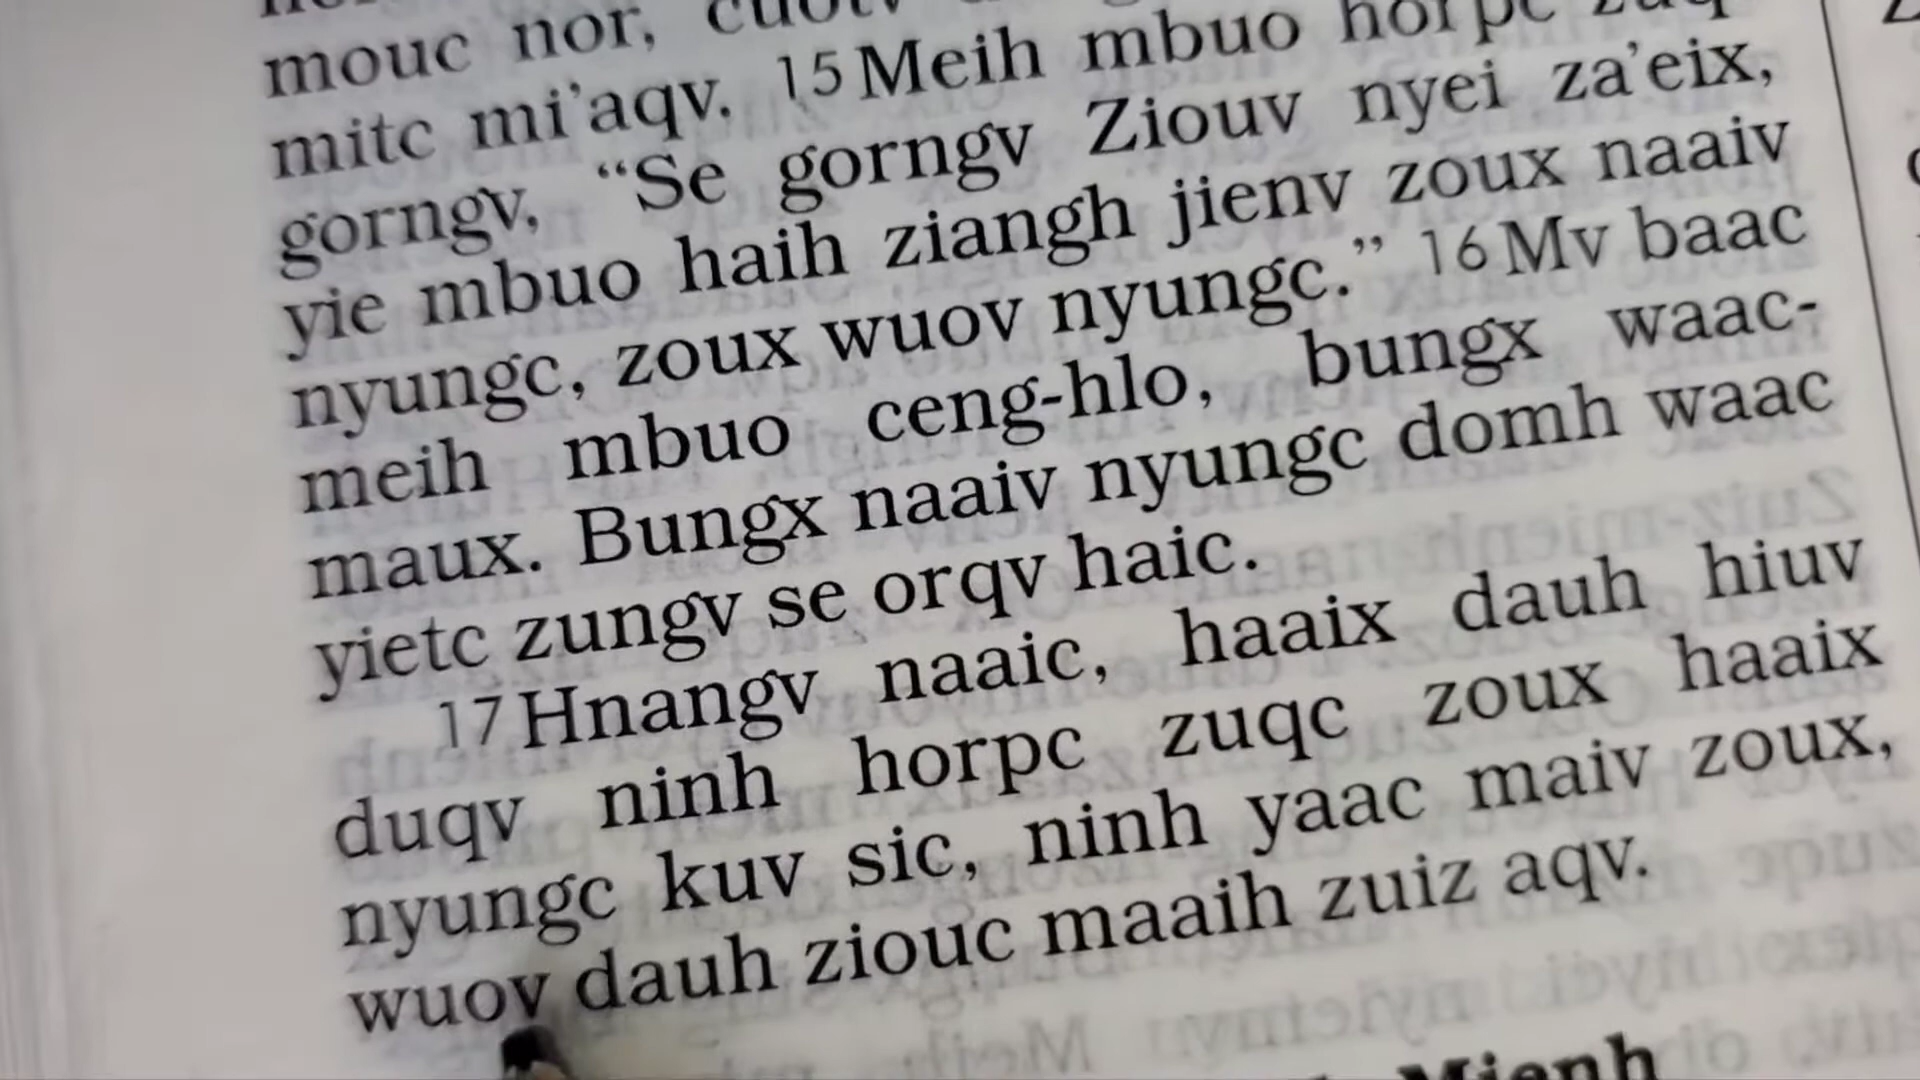 mouc nor,
mitc mi'aqv. 15 Meih mbuo horpc zuq
gorngv, “Se gorngv Ziouv nyei za'eix,
yie mbuo haih ziangh jienv zoux naaiv
nyungc, zoux wuov nyungc.” 16 Mv baac
meih mbuo ceng-hlo, bungx waac-
maux. Bungx naaiv nyungc domh waac
yietc zungv se orqv haic.
17 Hnangv naaic, haaix dauh hiuv
duqv ninh horpc zuqc zoux haaix
nyungc kuv sic, ninh yaac maiv zoux,
wuov dauh ziouc maaih zuiz aqv.
Mienh